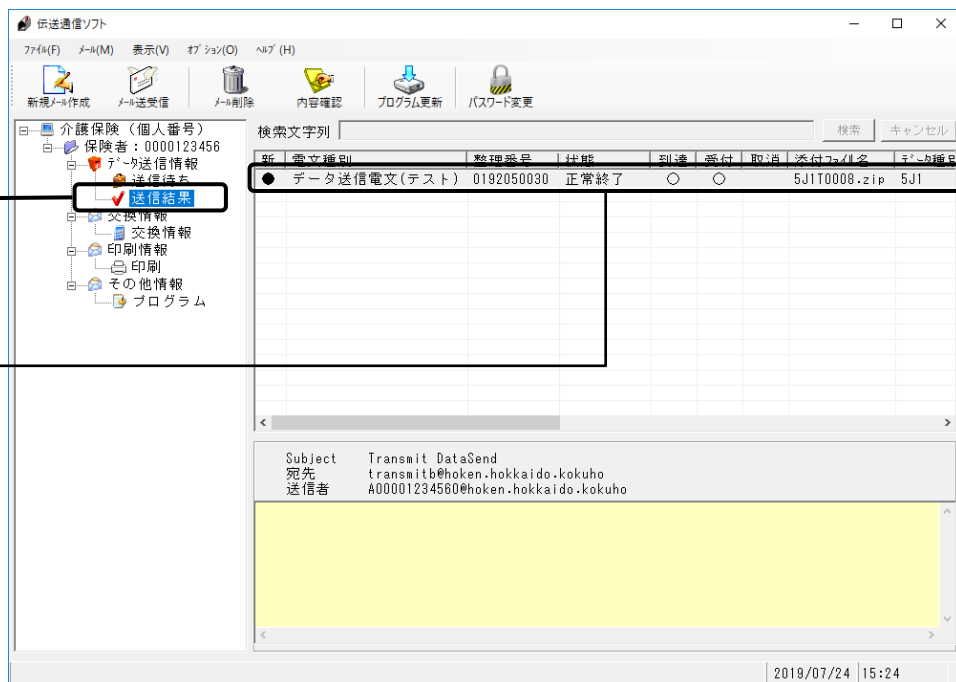 伝送通信ソフト
ファイル(F) メール(M) 表示(V) オプション(O) ヘルプ(H)
新規メール作成 メール送受信 メール削除 内容確認 プログラム更新 パスワード変更
検索文字列 検索 キャンセル
介護保険（個人番号）
保険者：0000123456
データ送信情報
送信待ち
送信結果
交換情報
交換情報
印刷情報
印刷
その他情報
プログラム
新 電文種別 整理番号 状態 到達 受付 取消 添付ファイル名 データ種別
● データ送信電文(テスト) 0192050030 正常終了 ○ ○ 5J1T0008.zip 5J1
Subject Transmit DataSend
宛先 transmitb@hoken.hokkaido.kokuho
送信者 A00001234560@hoken.hokkaido.kokuho
2019/07/24 15:24